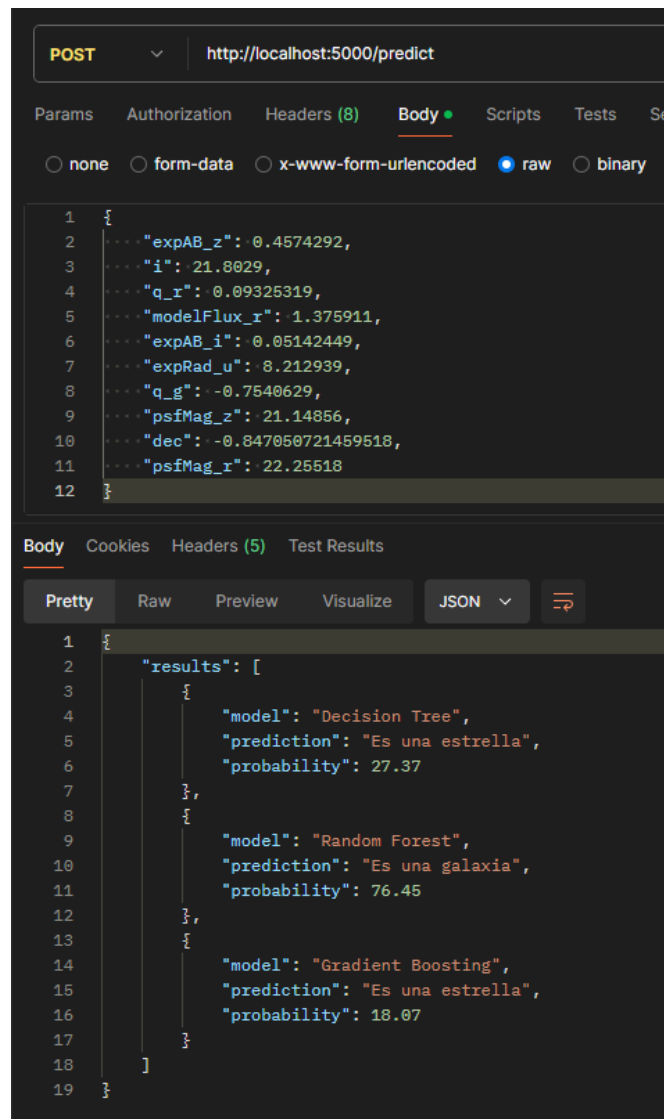 POST http://localhost:5000/predict
Params Authorization Headers (8) Body Scripts Tests Se
none form-data x-www-form-urlencoded raw binary
1 {
2 "expAB_z": 0.4574292,
3 "i": 21.8029,
4 "q_r": 0.09325319,
5 "modelFlux_r": 1.375911,
6 "expAB_i": 0.05142449,
7 "expRad_u": 8.212939,
8 "q_g": -0.7540629,
9 "psfMag_z": 21.14856,
10 "dec": -0.847050721459518,
11 "psfMag_r": 22.25518
12 }
Body Cookies Headers (5) Test Results
Pretty Raw Preview Visualize JSON
1 {
2 "results": [
3 {
4 "model": "Decision Tree",
5 "prediction": "Es una estrella",
6 "probability": 27.37
7 },
8 {
9 "model": "Random Forest",
10 "prediction": "Es una galaxia",
11 "probability": 76.45
12 },
13 {
14 "model": "Gradient Boosting",
15 "prediction": "Es una estrella",
16 "probability": 18.07
17 }
18 ]
19 }